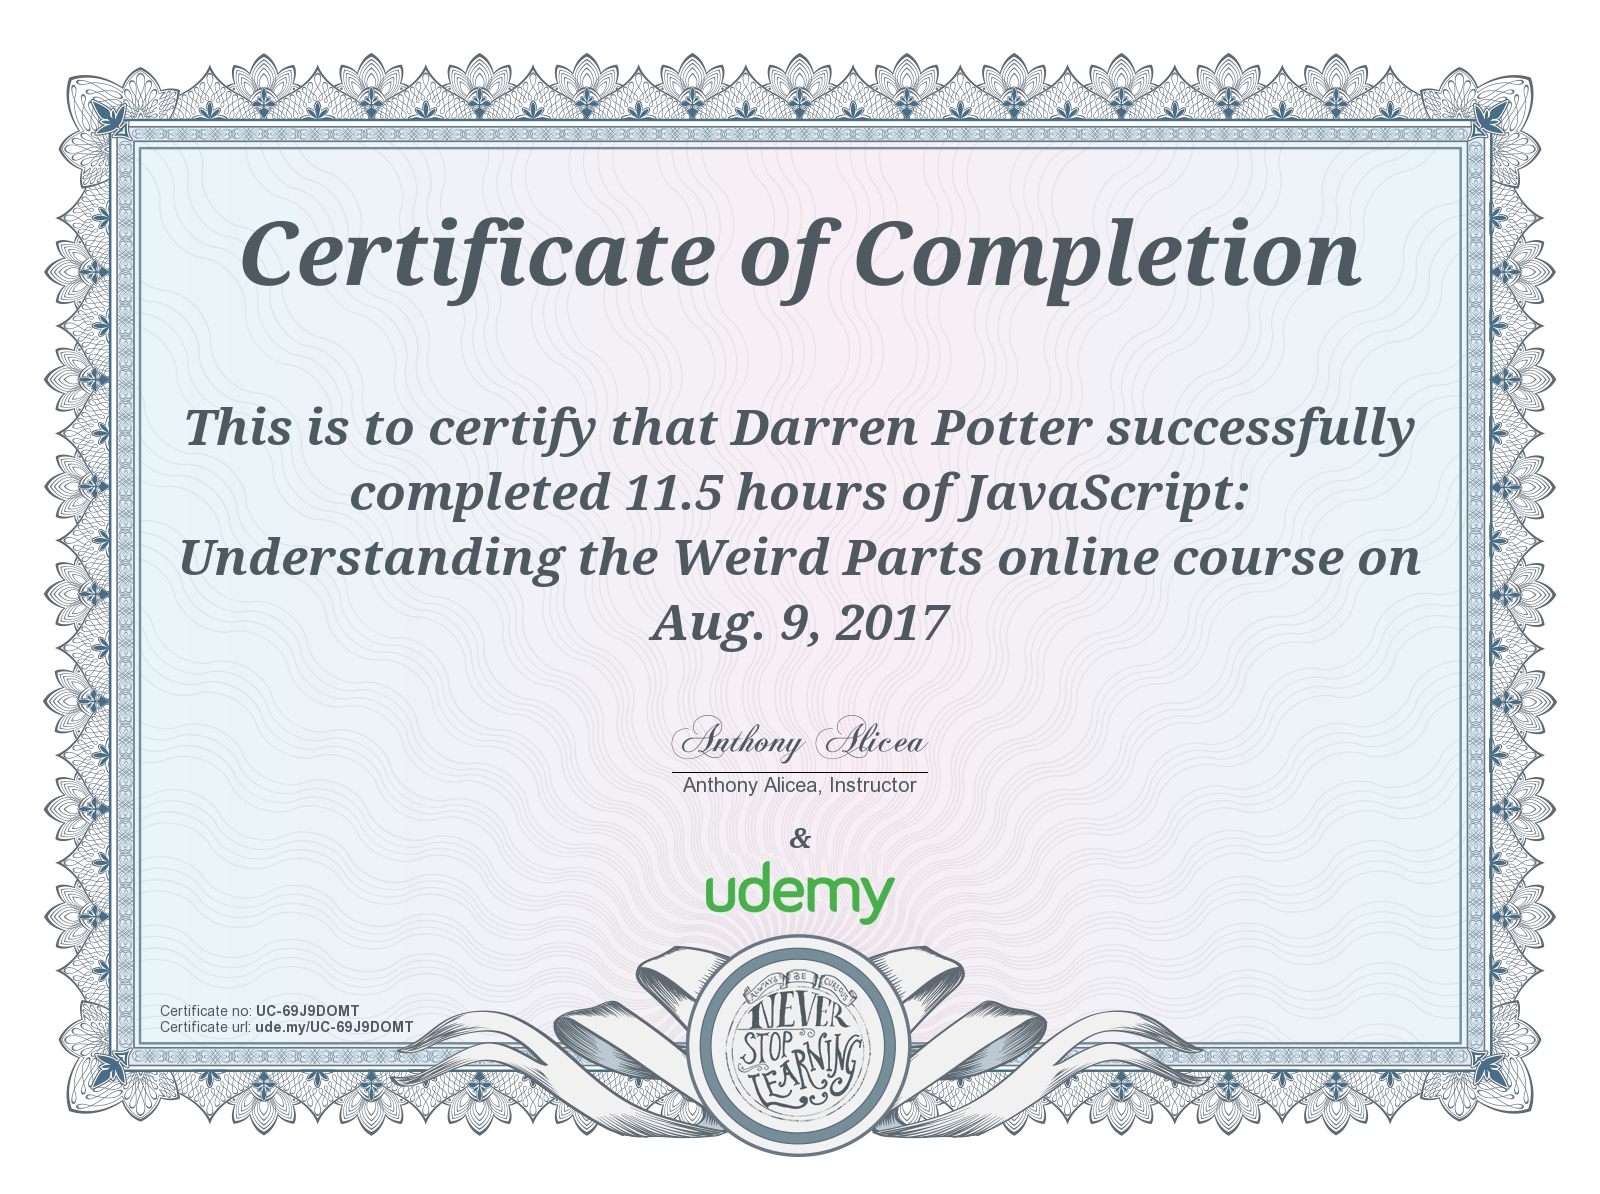 Certificate of Completion
This is to certify that Darren Potter successfully
completed 11.5 hours of JavaScript:
Understanding the Weird Parts online course on
Aug. 9, 2017
Anthony Alicea
Anthony Alicea, Instructor
&
udemy
Certificate no: UC-69J9DOMT
Certificate url: ude.my/UC-69J9DOMT
ALWAYS BE CURIOUS
NEVER
STOP
LEARNING